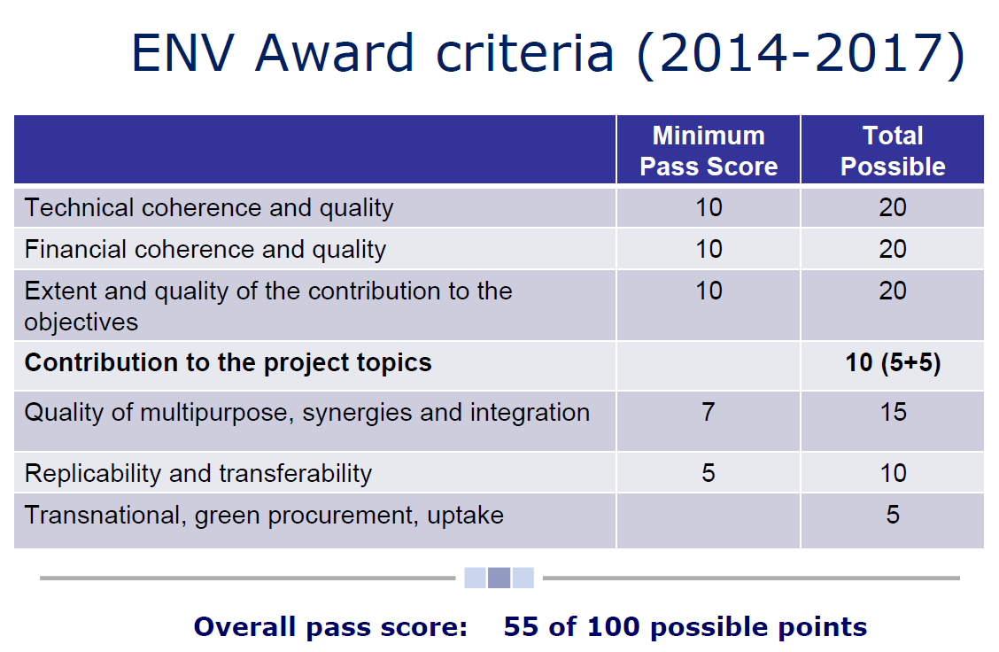 ENV Award criteria (2014-2017)
Minimum Pass Score Total Possible
Technical coherence and quality 10 20
Financial coherence and quality 10 20
Extent and quality of the contribution to the objectives 10 20
Contribution to the project topics 10 (5+5)
Quality of multipurpose, synergies and integration 7 15
Replicability and transferability 5 10
Transnational, green procurement, uptake 5
Overall pass score: 55 of 100 possible points